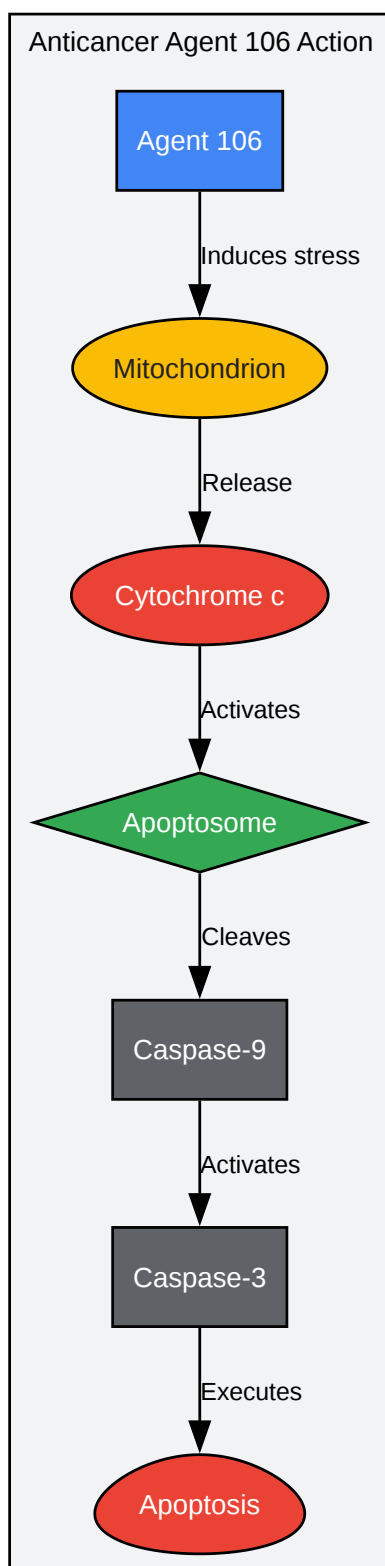 Anticancer Agent 106 Action
Agent 106
Induces stress
Mitochondrion
Release
Cytochrome c
Activates
Apoptosome
Cleaves
Caspase-9
Activates
Caspase-3
Executes
Apoptosis